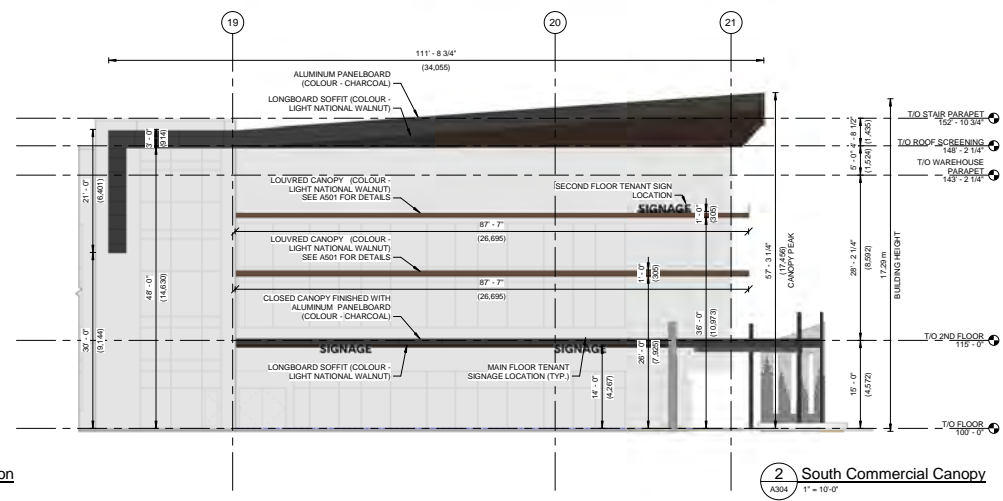 19
20
21
111' - 8 3/4"
(34,055)
ALUMINUM PANELBOARD
(COLOUR - CHARCOAL)
LONGBOARD SOFFIT (COLOUR -
LIGHT NATIONAL WALNUT)
T/O STAIR PARAPET
152' - 10 3/4"
T/O ROOF SCREENING
148' - 2 1/4"
T/O WAREHOUSE
PARAPET
143' - 2 1/4"
3' - 0"
(914)
4' - 8 1/2"
(1,435)
5' - 0"
(1,524)
21' - 0"
(6,401)
LOUVRED CANOPY (COLOUR -
LIGHT NATIONAL WALNUT)
SEE A501 FOR DETAILS
SECOND FLOOR TENANT SIGN
LOCATION
SIGNAGE
1' - 0"
(305)
87' - 7"
(26,695)
LOUVRED CANOPY (COLOUR -
LIGHT NATIONAL WALNUT)
SEE A501 FOR DETAILS
1' - 0"
(305)
87' - 7"
(26,695)
57' - 3 1/4"
(17,456)
CANOPY PEAK
28' - 2 1/4"
(8,592)
17.29 m
BUILDING HEIGHT
48' - 0"
(14,630)
30' - 0"
(9,144)
CLOSED CANOPY FINISHED WITH
ALUMINUM PANELBOARD
(COLOUR - CHARCOAL)
36' - 0"
(10,973)
26' - 0"
(7,925)
SIGNAGE
SIGNAGE
T/O 2ND FLOOR
115' - 0"
LONGBOARD SOFFIT (COLOUR -
LIGHT NATIONAL WALNUT)
MAIN FLOOR TENANT
SIGNAGE LOCATION (TYP.)
14' - 0"
(4,267)
15' - 0"
(4,572)
T/O FLOOR
100' - 0"
on
2
A304
South Commercial Canopy
1" = 10'-0"